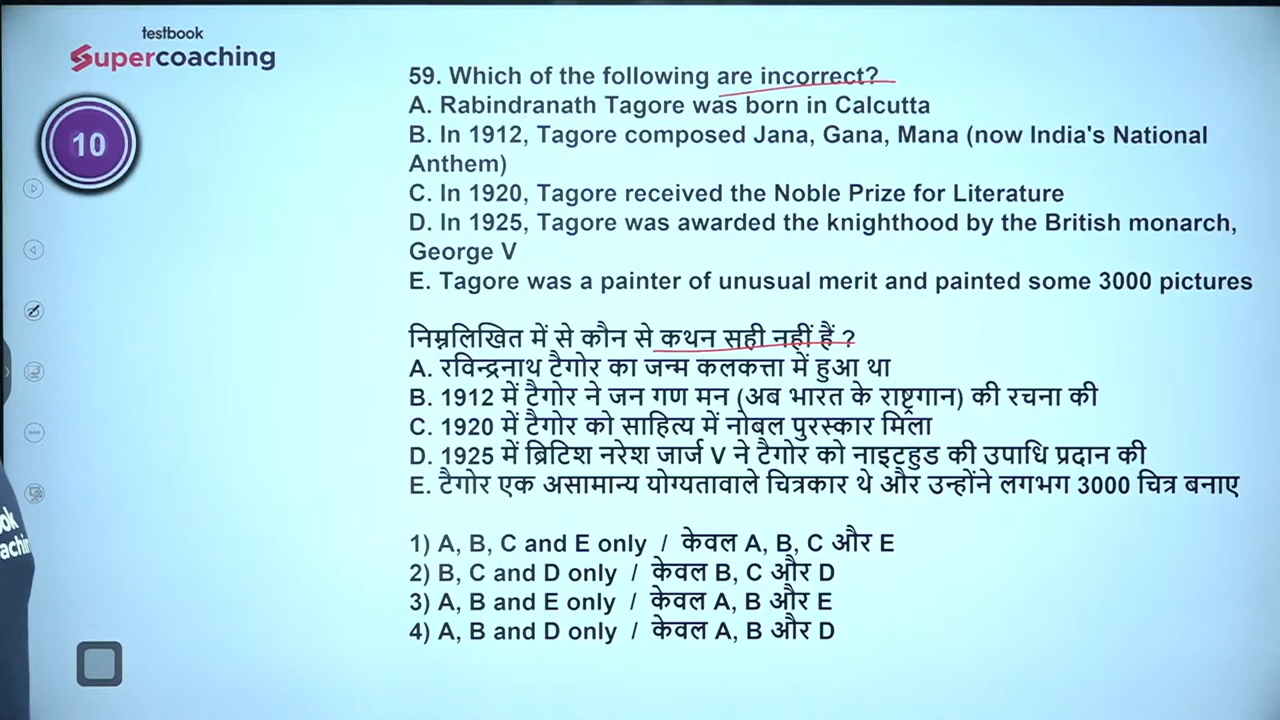 testbook
Supercoaching
10
59. Which of the following are incorrect?
A. Rabindranath Tagore was born in Calcutta
B. In 1912, Tagore composed Jana, Gana, Mana (now India's National
Anthem)
C. In 1920, Tagore received the Noble Prize for Literature
D. In 1925, Tagore was awarded the knighthood by the British monarch,
George V
E. Tagore was a painter of unusual merit and painted some 3000 pictures
निम्नलिखित में से कौन से कथन सही नहीं हैं ?
A. रविन्द्रनाथ टैगोर का जन्म कलकत्ता में हुआ था
B. 1912 में टैगोर ने जन गण मन (अब भारत के राष्ट्रगान) की रचना की
C. 1920 में टैगोर को साहित्य में नोबल पुरस्कार मिला
D. 1925 में ब्रिटिश नरेश जार्ज V ने टैगोर को नाइटहुड की उपाधि प्रदान की
E. टैगोर एक असामान्य योग्यतावाले चित्रकार थे और उन्होंने लगभग 3000 चित्र बनाए
1) A, B, C and E only / केवल A, B, C और E
2) B, C and D only / केवल B, C और D
3) A, B and E only / केवल A, B और E
4) A, B and D only / केवल A, B और D